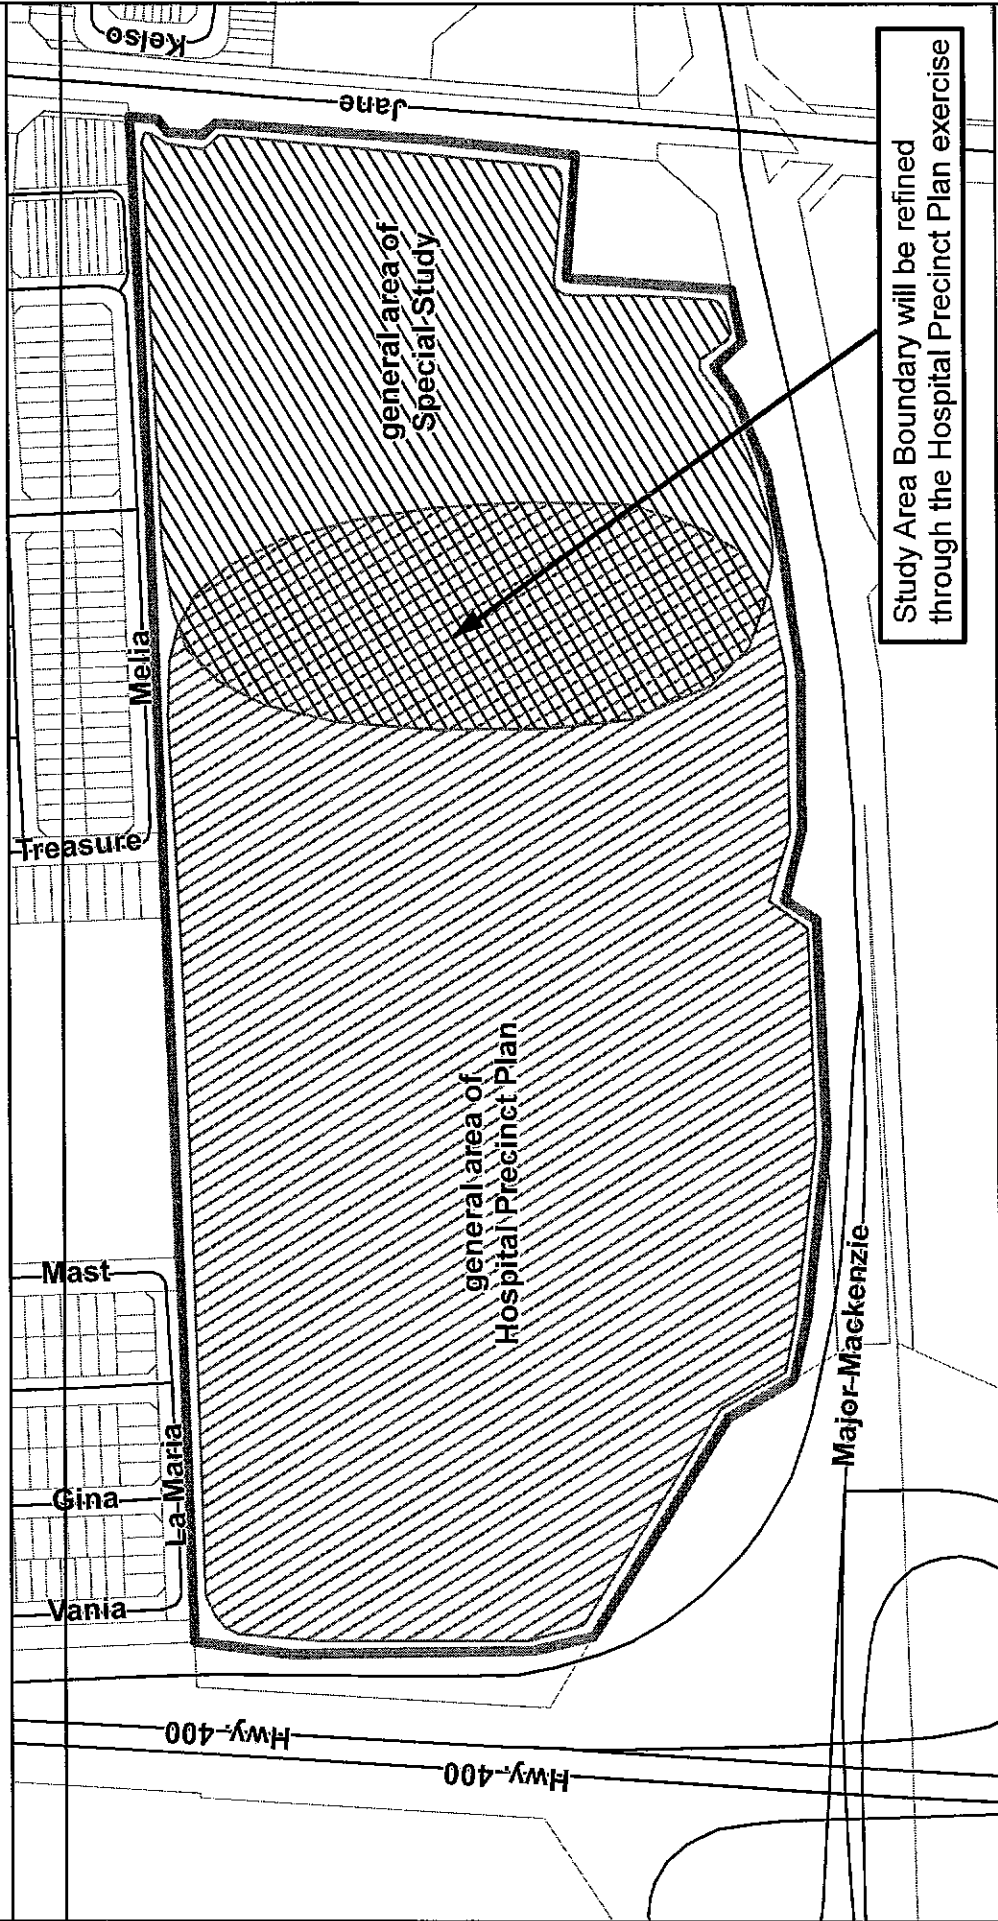 Kelso
Jane
Melia
Treasure
Mast
La-Maria
Gina
Vania
Hwy.-400
Hwy.-400
Major-Mackenzie
general area of
Special Study
general area of
Hospital Precinct Plan
Study Area Boundary will be refined
through the Hospital Precinct Plan exercise